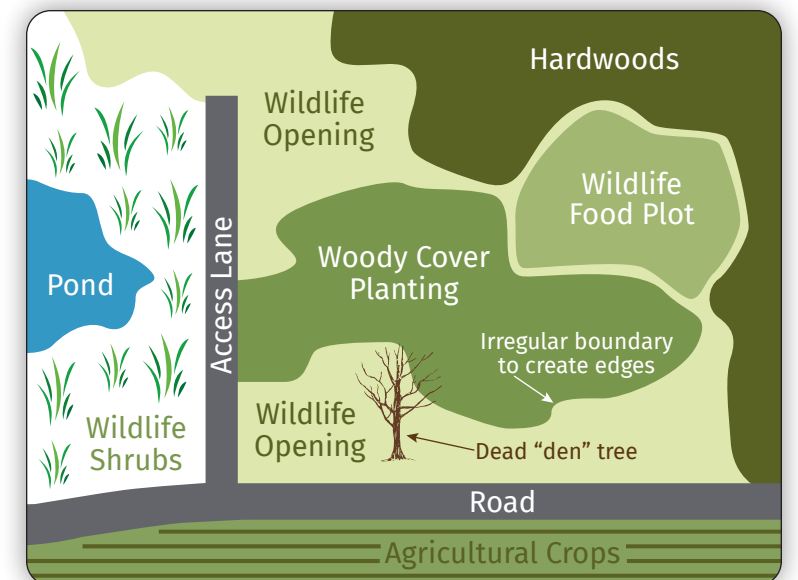 Hardwoods
Wildlife
Opening
Wildlife
Food Plot
Woody Cover
Planting
Pond
Access Lane
Irregular boundary
to create edges
Wildlife
Opening
Wildlife
Shrubs
Dead “den” tree
Road
Agricultural Crops